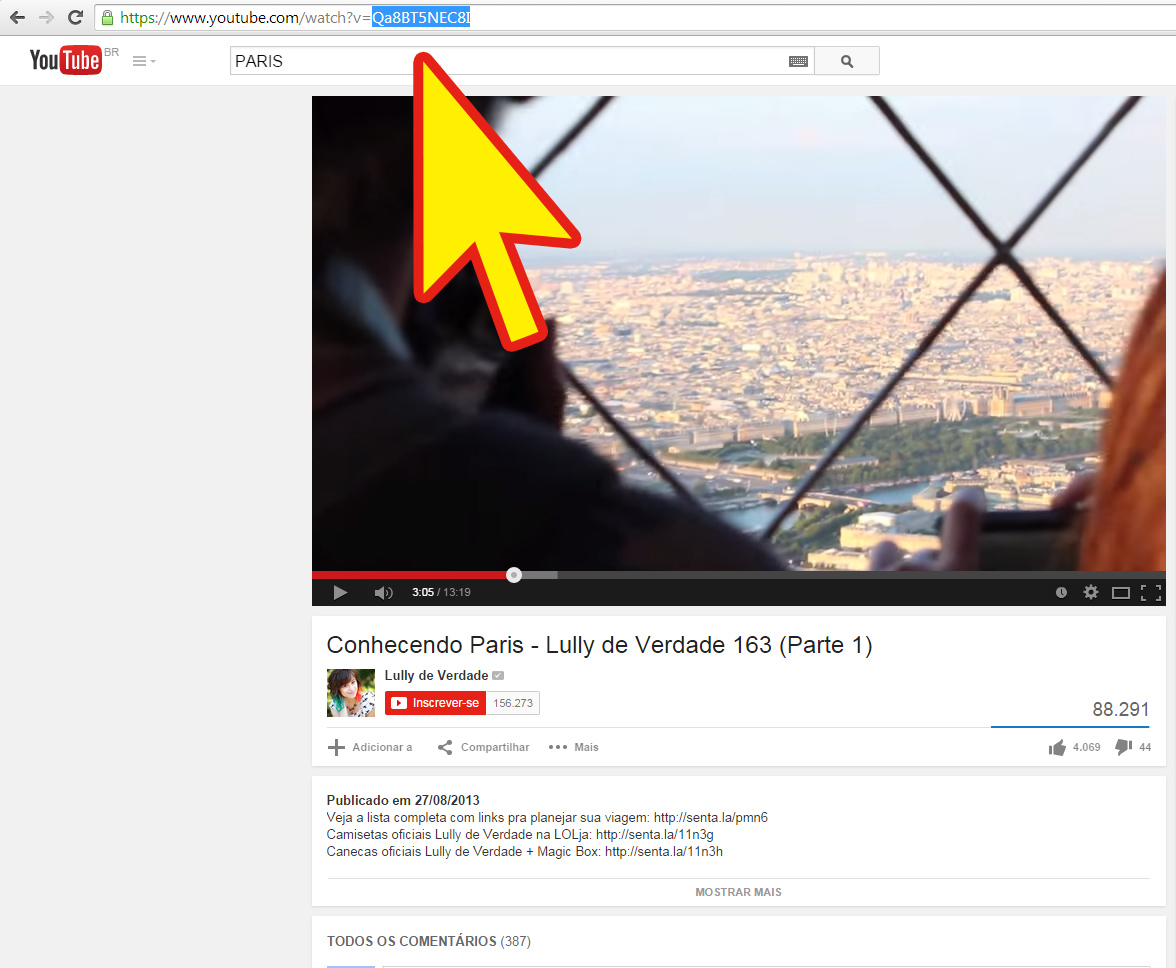 https://www.youtube.com/watch?v=
YouTube BR
PARIS
3:05 / 13:19
Conhecendo Paris - Lully de Verdade 163 (Parte 1)
Lully de Verdade
Inscrever-se 156.273
88.291
Adicionar a Compartilhar Mais 4.069 44
Publicado em 27/08/2013
Veja a lista completa com links pra planejar sua viagem: http://senta.la/pmn6
Camisetas oficiais Lully de Verdade na LOLja: http://senta.la/11n3g
Canecas oficiais Lully de Verdade + Magic Box: http://senta.la/11n3h
MOSTRAR MAIS
TODOS OS COMENTÁRIOS (387)